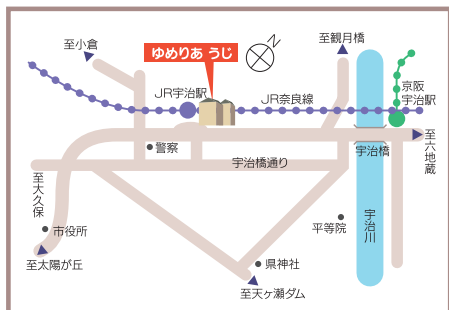 至小倉
ゆめりあ うじ
N
至観月橋
JR宇治駅
JR奈良線
京阪
宇治駅
警察
宇治橋通り
宇治橋
至六地蔵
至大久保
市役所
至太陽が丘
平等院
宇治川
県神社
至天ヶ瀬ダム